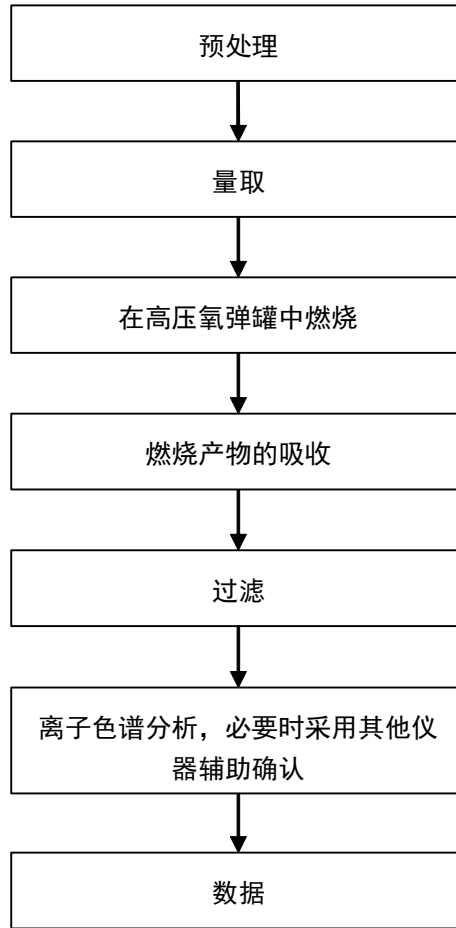 预处理
量取
在高压氧弹罐中燃烧
燃烧产物的吸收
过滤
离子色谱分析，必要时采用其他仪
器辅助确认
数据